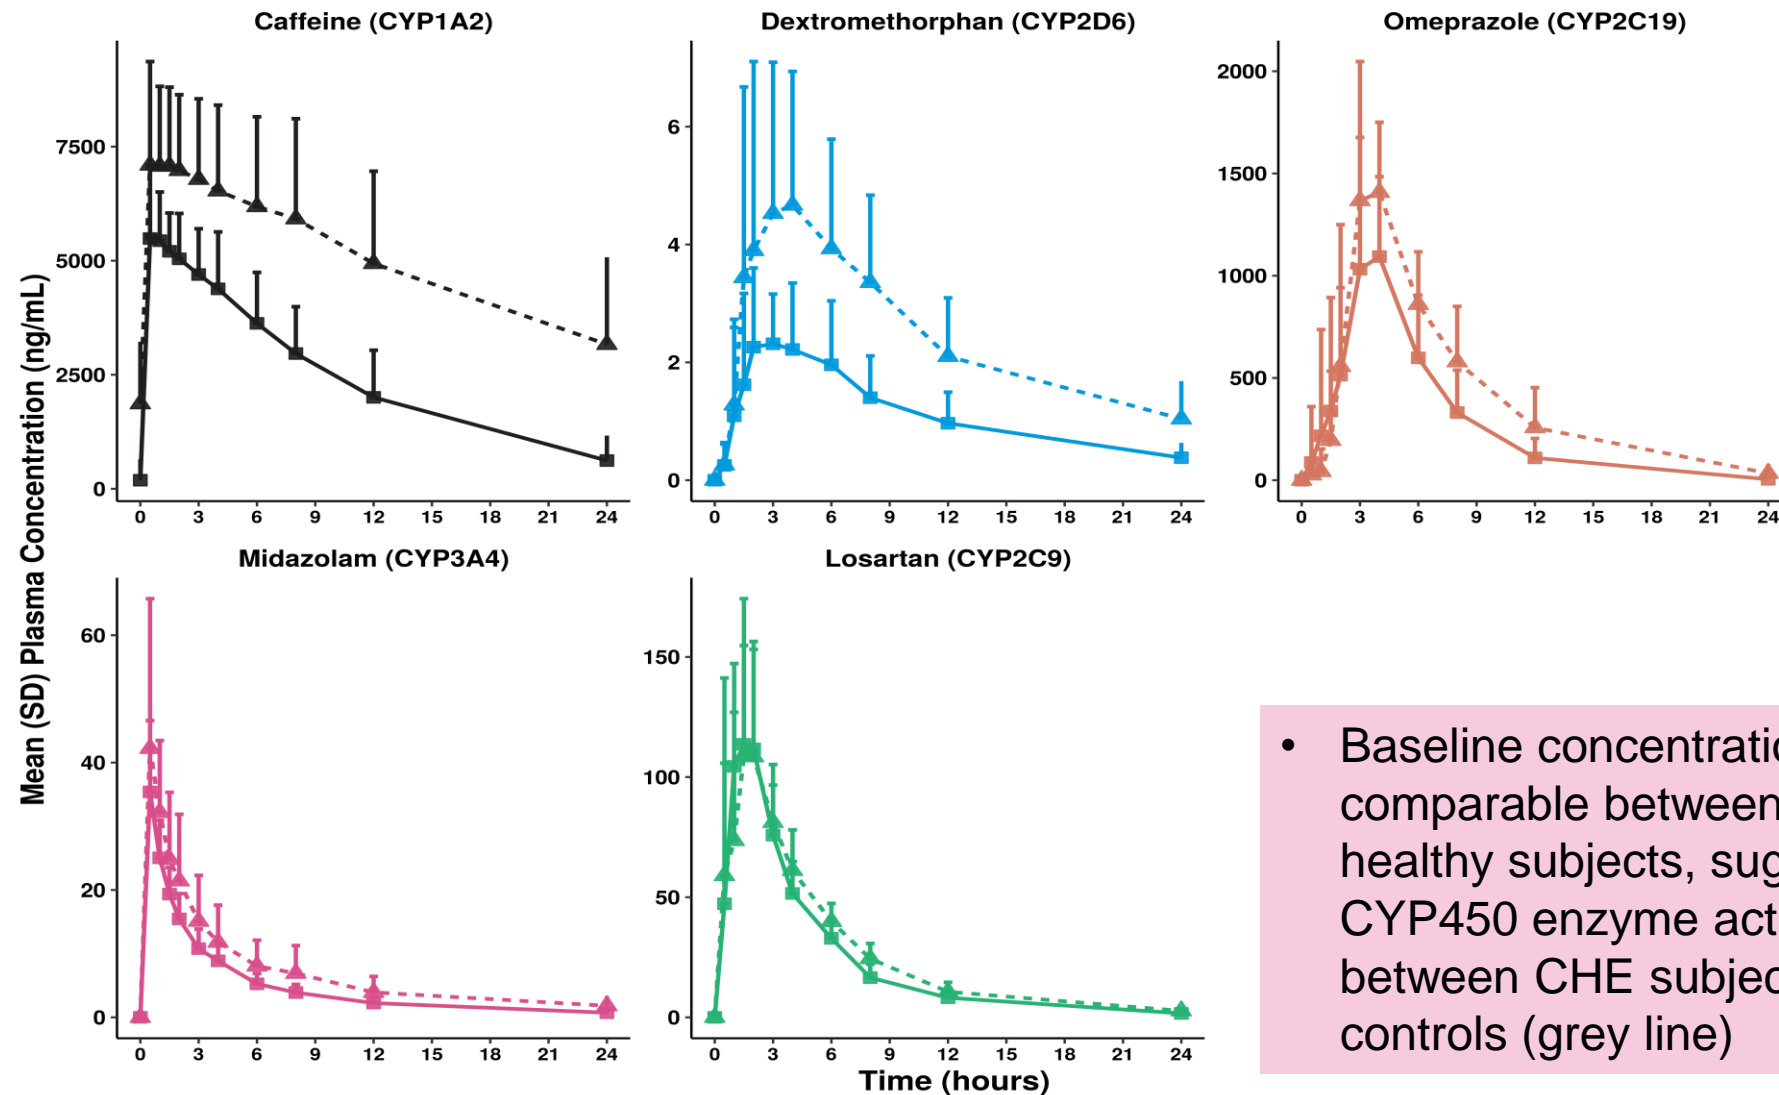 Caffeine (CYP1A2)
Dextromethorphan (CYP2D6)
Omeprazole (CYP2C19)
Mean (SD) Plasma Concentration (ng/mL)
7500
5000
2500
0
0 3 6 9 12 15 18 21 24
6
4
2
0
0 3 6 9 12 15 18 21 24
2000
1500
1000
500
0
0 3 6 9 12 15 18 21 24
Midazolam (CYP3A4)
Losartan (CYP2C9)
60
40
20
0
0 3 6 9 12 15 18 21 24
150
100
50
0
0 3 6 9 12 15 18 21 24
Time (hours)
• Baseline
comparable between
healthy subjects,
CYP450 enzyme
between CHE
controls (grey line)